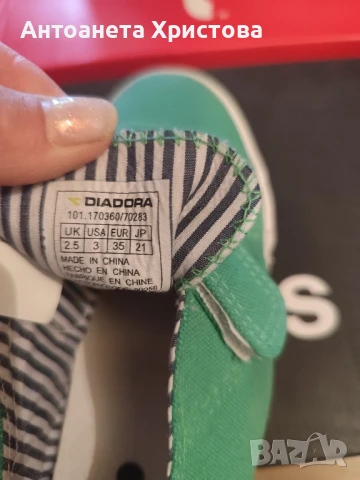 Антоанета Христова
DIADORA
101.170360/70283
UK USA EUR JP
2.5 3 35 21
MADE IN CHINA
HECHO EN CHINA
FABRIQUE EN CHINE
S
bazar